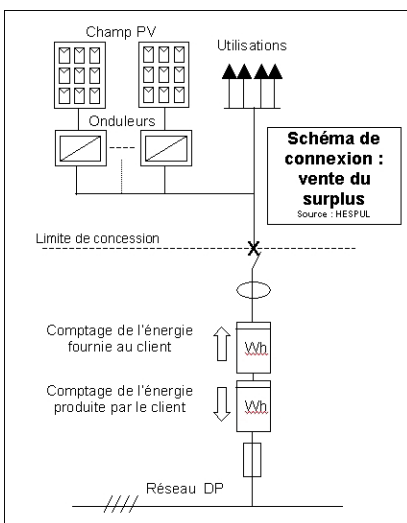 Champ PV
Utilisations
Onduleurs
Schéma de
connexion :
vente du
surplus
Source : HESPUL
Limite de concession
Comptage de l'énergie
fournie au client
Wh
Comptage de l'énergie
produite par le client
Wh
Réseau DP